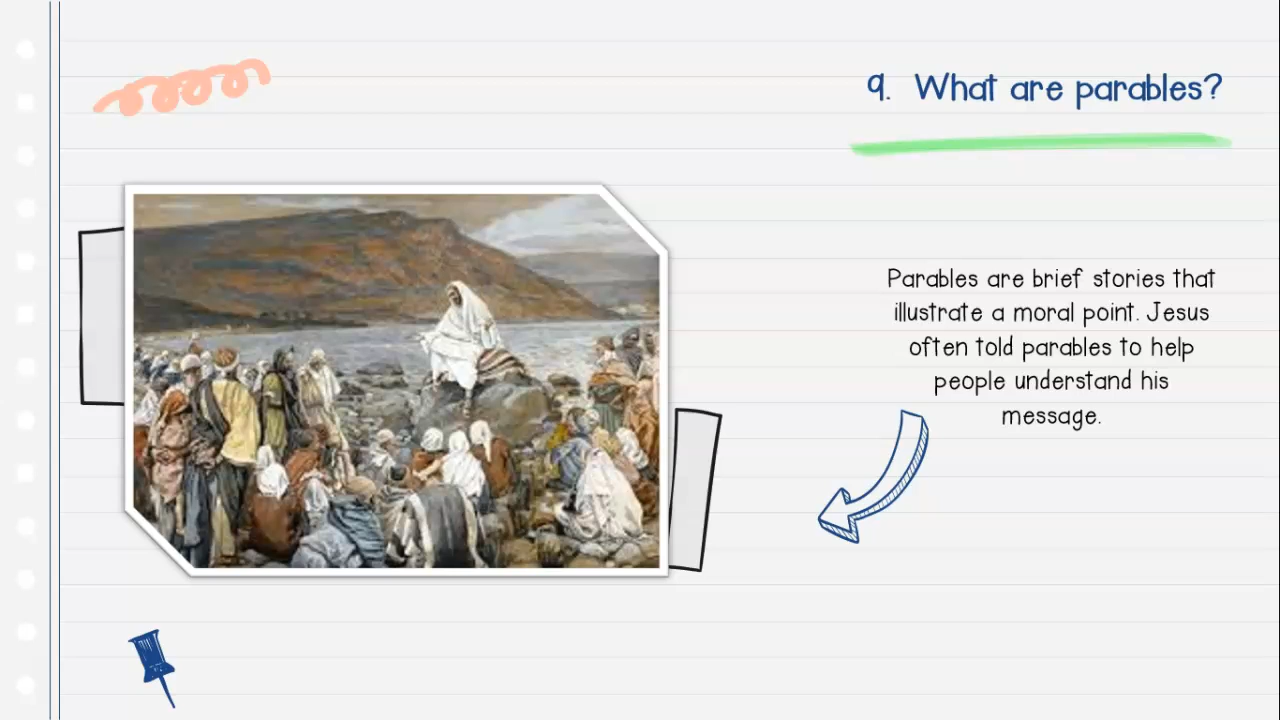 9. What are parables?
Parables are brief stories that
illustrate a moral point. Jesus
often told parables to help
people understand his
message.